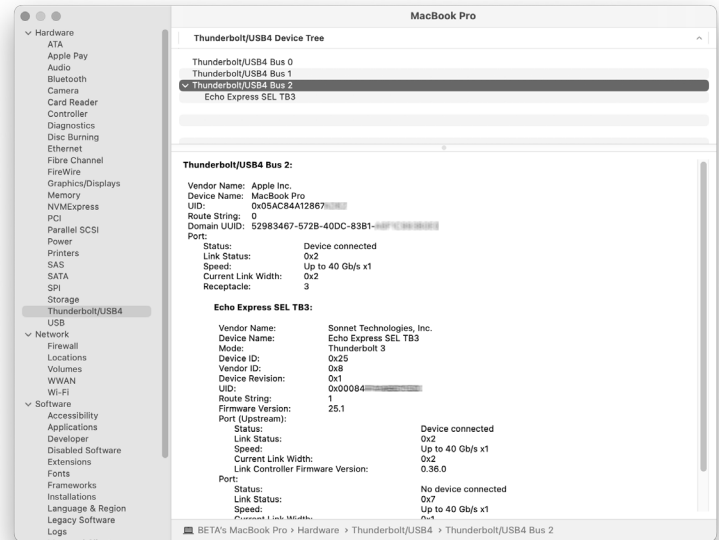 MacBook Pro
Hardware
ATA
Apple Pay
Audio
Bluetooth
Camera
Card Reader
Controller
Diagnostics
Disc Burning
Ethernet
Fibre Channel
FireWire
Graphics/Displays
Memory
NVMExpress
PCI
Parallel SCSI
Power
Printers
SAS
SATA
SPI
Storage
Thunderbolt/USB4
USB
Network
Firewall
Locations
Volumes
WWAN
Wi-Fi
Software
Accessibility
Applications
Developer
Disabled Software
Extensions
Fonts
Frameworks
Installations
Language & Region
Legacy Software
Logs
Thunderbolt/USB4 Device Tree
Thunderbolt/USB4 Bus 0
Thunderbolt/USB4 Bus 1
Thunderbolt/USB4 Bus 2
Echo Express SEL TB3
Thunderbolt/USB4 Bus 2:
Vendor Name: Apple Inc.
Device Name: MacBook Pro
UID: 0x05AC84A12867
Route String: 0
Domain UUID: 52983467-572B-40DC-83B1-
Port:
Status: Device connected
Link Status: 0x2
Speed: Up to 40 Gb/s x1
Current Link Width: 0x2
Receptacle: 3
Echo Express SEL TB3:
Vendor Name: Sonnet Technologies, Inc.
Device Name: Echo Express SEL TB3
Mode: Thunderbolt 3
Device ID: 0x25
Vendor ID: 0x8
Device Revision: 0x1
UID: 0x00084
Route String: 1
Firmware Version: 25.1
Port (Upstream):
Status: Device connected
Link Status: 0x2
Speed: Up to 40 Gb/s x1
Current Link Width: 0x2
Link Controller Firmware Version: 0.36.0
Port:
Status: No device connected
Link Status: 0x7
Speed: Up to 40 Gb/s x1
Current Link Width: 0x1
BETA's MacBook Pro › Hardware › Thunderbolt/USB4 › Thunderbolt/USB4 Bus 2